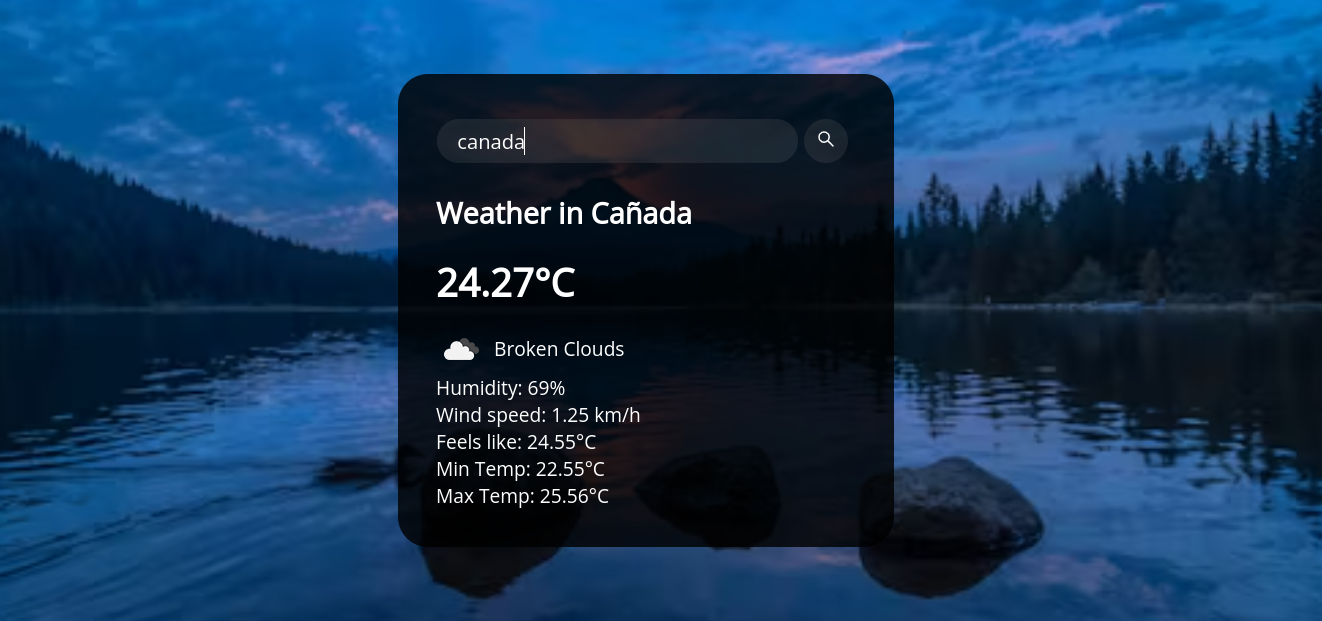 canada
Weather in Cañada
24.27°C
Broken Clouds
Humidity: 69%
Wind speed: 1.25 km/h
Feels like: 24.55°C
Min Temp: 22.55°C
Max Temp: 25.56°C